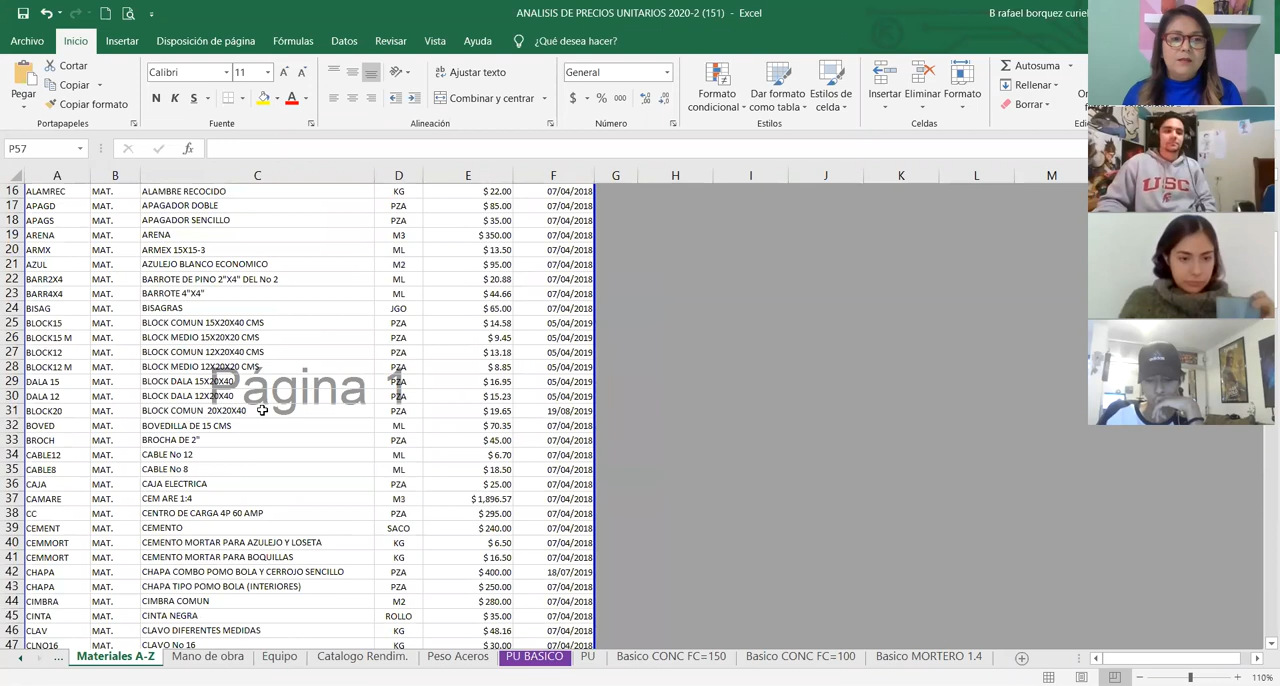 ANALISIS DE PRECIOS UNITARIOS 2020-2 (151) - Excel B rafael borquez curiel
Archivo Inicio Insertar Disposición de página Fórmulas Datos Revisar Vista Ayuda ¿Qué desea hacer?
Pegar
Cortar
Copiar
Copiar formato
Portapapeles
Calibri 11
N K S
Fuente
Ajustar texto
Combinar y centrar
Alineación
General
$ % 000
Número
Formato condicional
Dar formato como tabla
Estilos de celda
Estilos
Insertar Eliminar Formato
Celdas
Autosuma
Rellenar
Borrar
P57 fx
A B C D E F G H I J K L M
16 ALAMREC MAT. ALAMBRE RECOCIDO KG $ 22.00 07/04/2018
17 APAGD MAT. APAGADOR DOBLE PZA $ 85.00 07/04/2018
18 APAGS MAT. APAGADOR SENCILLO PZA $ 35.00 07/04/2018
19 ARENA MAT. ARENA M3 $ 350.00 07/04/2018
20 ARMX MAT. ARMEX 15X15-3 ML $ 13.50 07/04/2018
21 AZUL MAT. AZULEJO BLANCO ECONOMICO M2 $ 95.00 07/04/2018
22 BARR2X4 MAT. BARROTE DE PINO 2"X4" DEL No 2 ML $ 20.88 07/04/2018
23 BARR4X4 MAT. BARROTE 4"X4" ML $ 44.66 07/04/2018
24 BISAG MAT. BISAGRAS JGO $ 65.00 07/04/2018
25 BLOCK15 MAT. BLOCK COMUN 15X20X40 CMS PZA $ 14.58 05/04/2019
26 BLOCK15 M MAT. BLOCK MEDIO 15X20X20 CMS PZA $ 9.45 05/04/2019
27 BLOCK12 MAT. BLOCK COMUN 12X20X40 CMS PZA $ 13.18 05/04/2019
28 BLOCK12 M MAT. BLOCK MEDIO 12X20X20 CMS PZA $ 8.85 05/04/2019
29 DALA 15 MAT. BLOCK DALA 15X20X40 PZA $ 16.95 05/04/2019
Página 1
30 DALA 12 MAT. BLOCK DALA 12X20X40 PZA $ 15.23 05/04/2019
31 BLOCK20 MAT. BLOCK COMUN 20X20X40 PZA $ 19.65 19/08/2019
32 BOVED MAT. BOVEDILLA DE 15 CMS ML $ 70.35 07/04/2018
33 BROCH MAT. BROCHA DE 2" PZA $ 45.00 07/04/2018
34 CABLE12 MAT. CABLE No 12 ML $ 6.70 07/04/2018
35 CABLE8 MAT. CABLE No 8 ML $ 18.50 07/04/2018
36 CAJA MAT. CAJA ELECTRICA PZA $ 25.00 07/04/2018
37 CAMARE MAT. CEM ARE 1:4 M3 $ 1,896.57 07/04/2018
38 CC MAT. CENTRO DE CARGA 4P 60 AMP PZA $ 295.00 07/04/2018
39 CEMENT MAT. CEMENTO SACO $ 240.00 07/04/2018
40 CEMMORT MAT. CEMENTO MORTAR PARA AZULEJO Y LOSETA KG $ 6.50 07/04/2018
41 CEMMORT MAT. CEMENTO MORTAR PARA BOQUILLAS KG $ 16.50 07/04/2018
42 CHAPA MAT. CHAPA COMBO POMO BOLA Y CERROJO SENCILLO PZA $ 400.00 18/07/2019
43 CHAPA MAT. CHAPA TIPO POMO BOLA (INTERIORES) PZA $ 250.00 07/04/2018
44 CIMBRA MAT. CIMBRA COMUN M2 $ 280.00 07/04/2018
45 CINTA MAT. CINTA NEGRA ROLLO $ 35.00 07/04/2018
46 CLAV MAT. CLAVO DIFERENTES MEDIDAS KG $ 48.16 07/04/2018
47 CLNO16 MAT. CLAVO No 16 KG $ 30.00 07/04/2018
... Materiales A-Z Mano de obra Equipo Catalogo Rendim. Peso Aceros PU BASICO PU Basico CONC FC=150 Basico CONC FC=100 Basico MORTERO 1.4
110%
USC